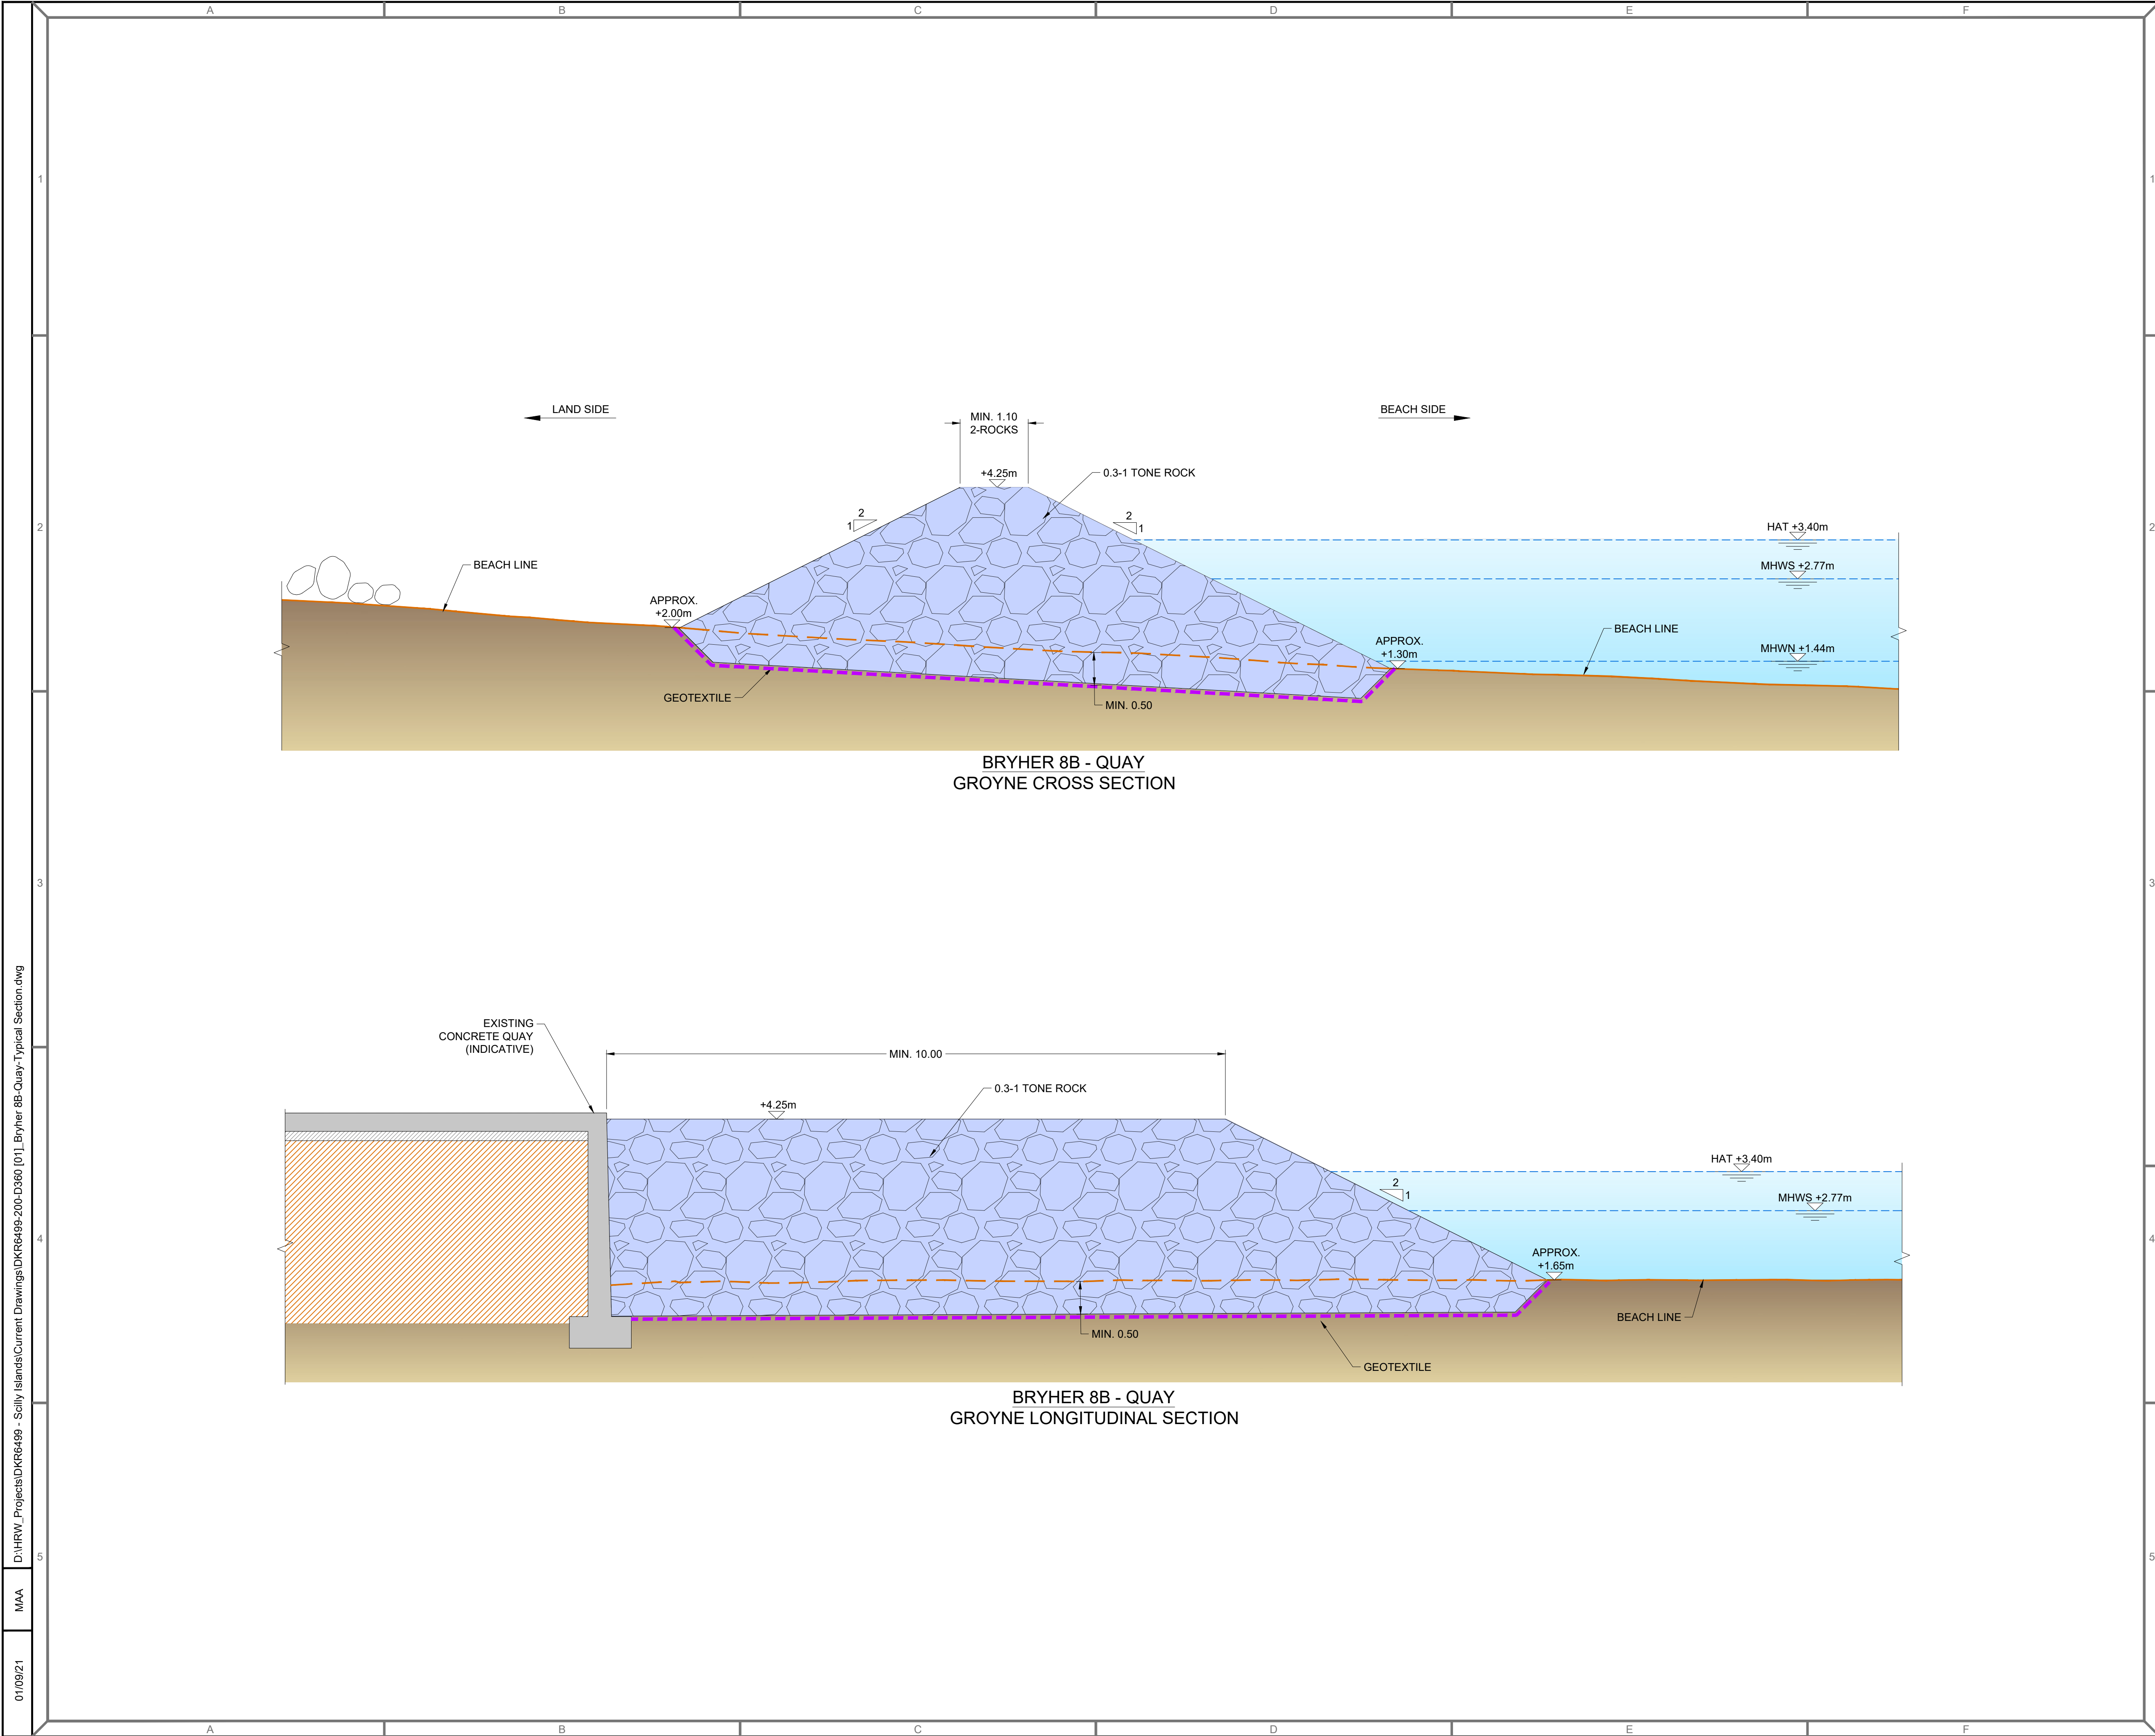 A B C D E F
1 1
LAND SIDE
BEACH SIDE
MIN. 1.10
2-ROCKS
+4.25m
0.3-1 TONE ROCK
2
1
2
1
2 2
HAT +3.40m
MHWS +2.77m
BEACH LINE
APPROX.
+2.00m
BEACH LINE
APPROX.
+1.30m
MHWN +1.44m
GEOTEXTILE
MIN. 0.50
BRYHER 8B - QUAY
GROYNE CROSS SECTION
3 3
EXISTING
CONCRETE QUAY
(INDICATIVE)
MIN. 10.00
0.3-1 TONE ROCK
+4.25m
HAT +3.40m
2
1
MHWS +2.77m
4 4
APPROX.
+1.65m
BEACH LINE
MIN. 0.50
GEOTEXTILE
BRYHER 8B - QUAY
GROYNE LONGITUDINAL SECTION
5 5
D:\HRW_Projects\DKR6499 - Scilly Islands\Current Drawings\DKR6499-200-D360 [01]_Bryher 8B-Quay-Typical Section.dwg
MAA
01/09/21
A B C D E F